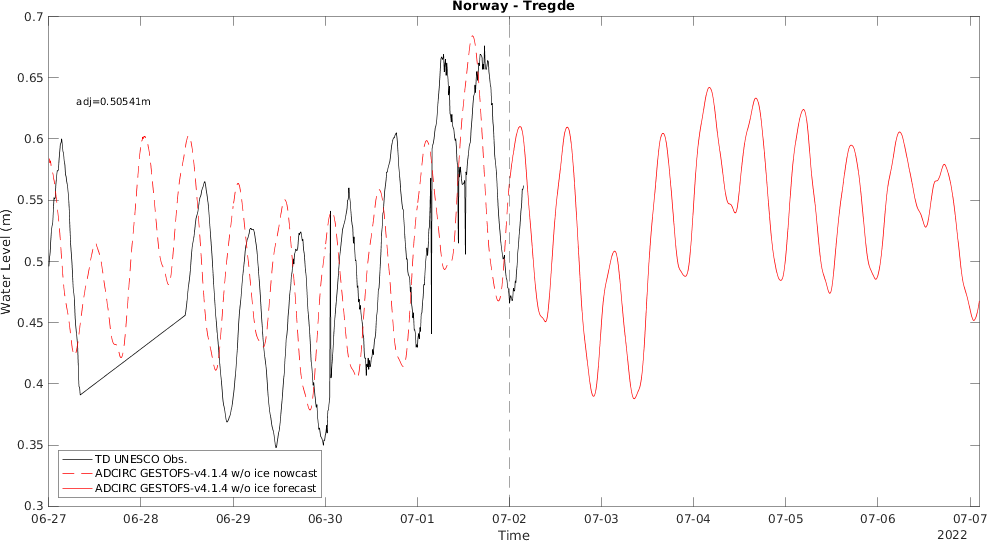 Norway - Tregde
0.7
0.65
0.6
0.55
0.5
0.45
0.4
0.35
0.3
Water Level (m)
adj=0.50541m
TD UNESCO Obs.
ADCIRC GESTOFS-v4.1.4 w/o ice nowcast
ADCIRC GESTOFS-v4.1.4 w/o ice forecast
06-27 06-28 06-29 06-30 07-01 07-02 07-03 07-04 07-05 07-06 07-07
Time
2022